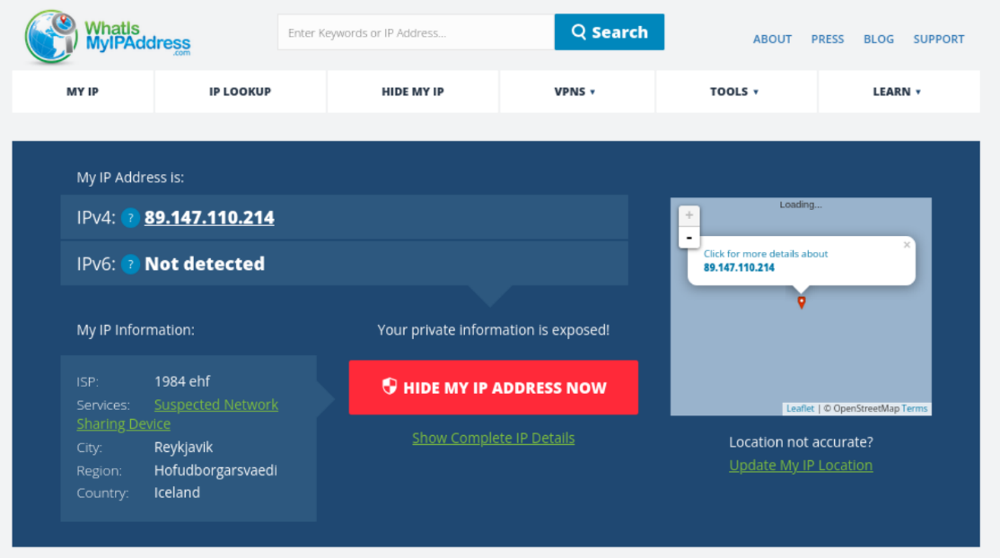 WhatIs
MyIPAddress
.com
Enter Keywords or IP Address...
Search
ABOUT PRESS BLOG SUPPORT
MY IP IP LOOKUP HIDE MY IP VPNS ▾ TOOLS ▾ LEARN ▾
My IP Address is:
IPv4: ? 89.147.110.214
IPv6: ? Not detected
My IP Information:
ISP: 1984 ehf
Services: Suspected Network
Sharing Device
City: Reykjavik
Region: Hofudborgarsvaedi
Country: Iceland
Your private information is exposed!
HIDE MY IP ADDRESS NOW
Show Complete IP Details
Loading...
+
-
×
Click for more details about
89.147.110.214
Leaflet | © OpenStreetMap Terms
Location not accurate?
Update My IP Location